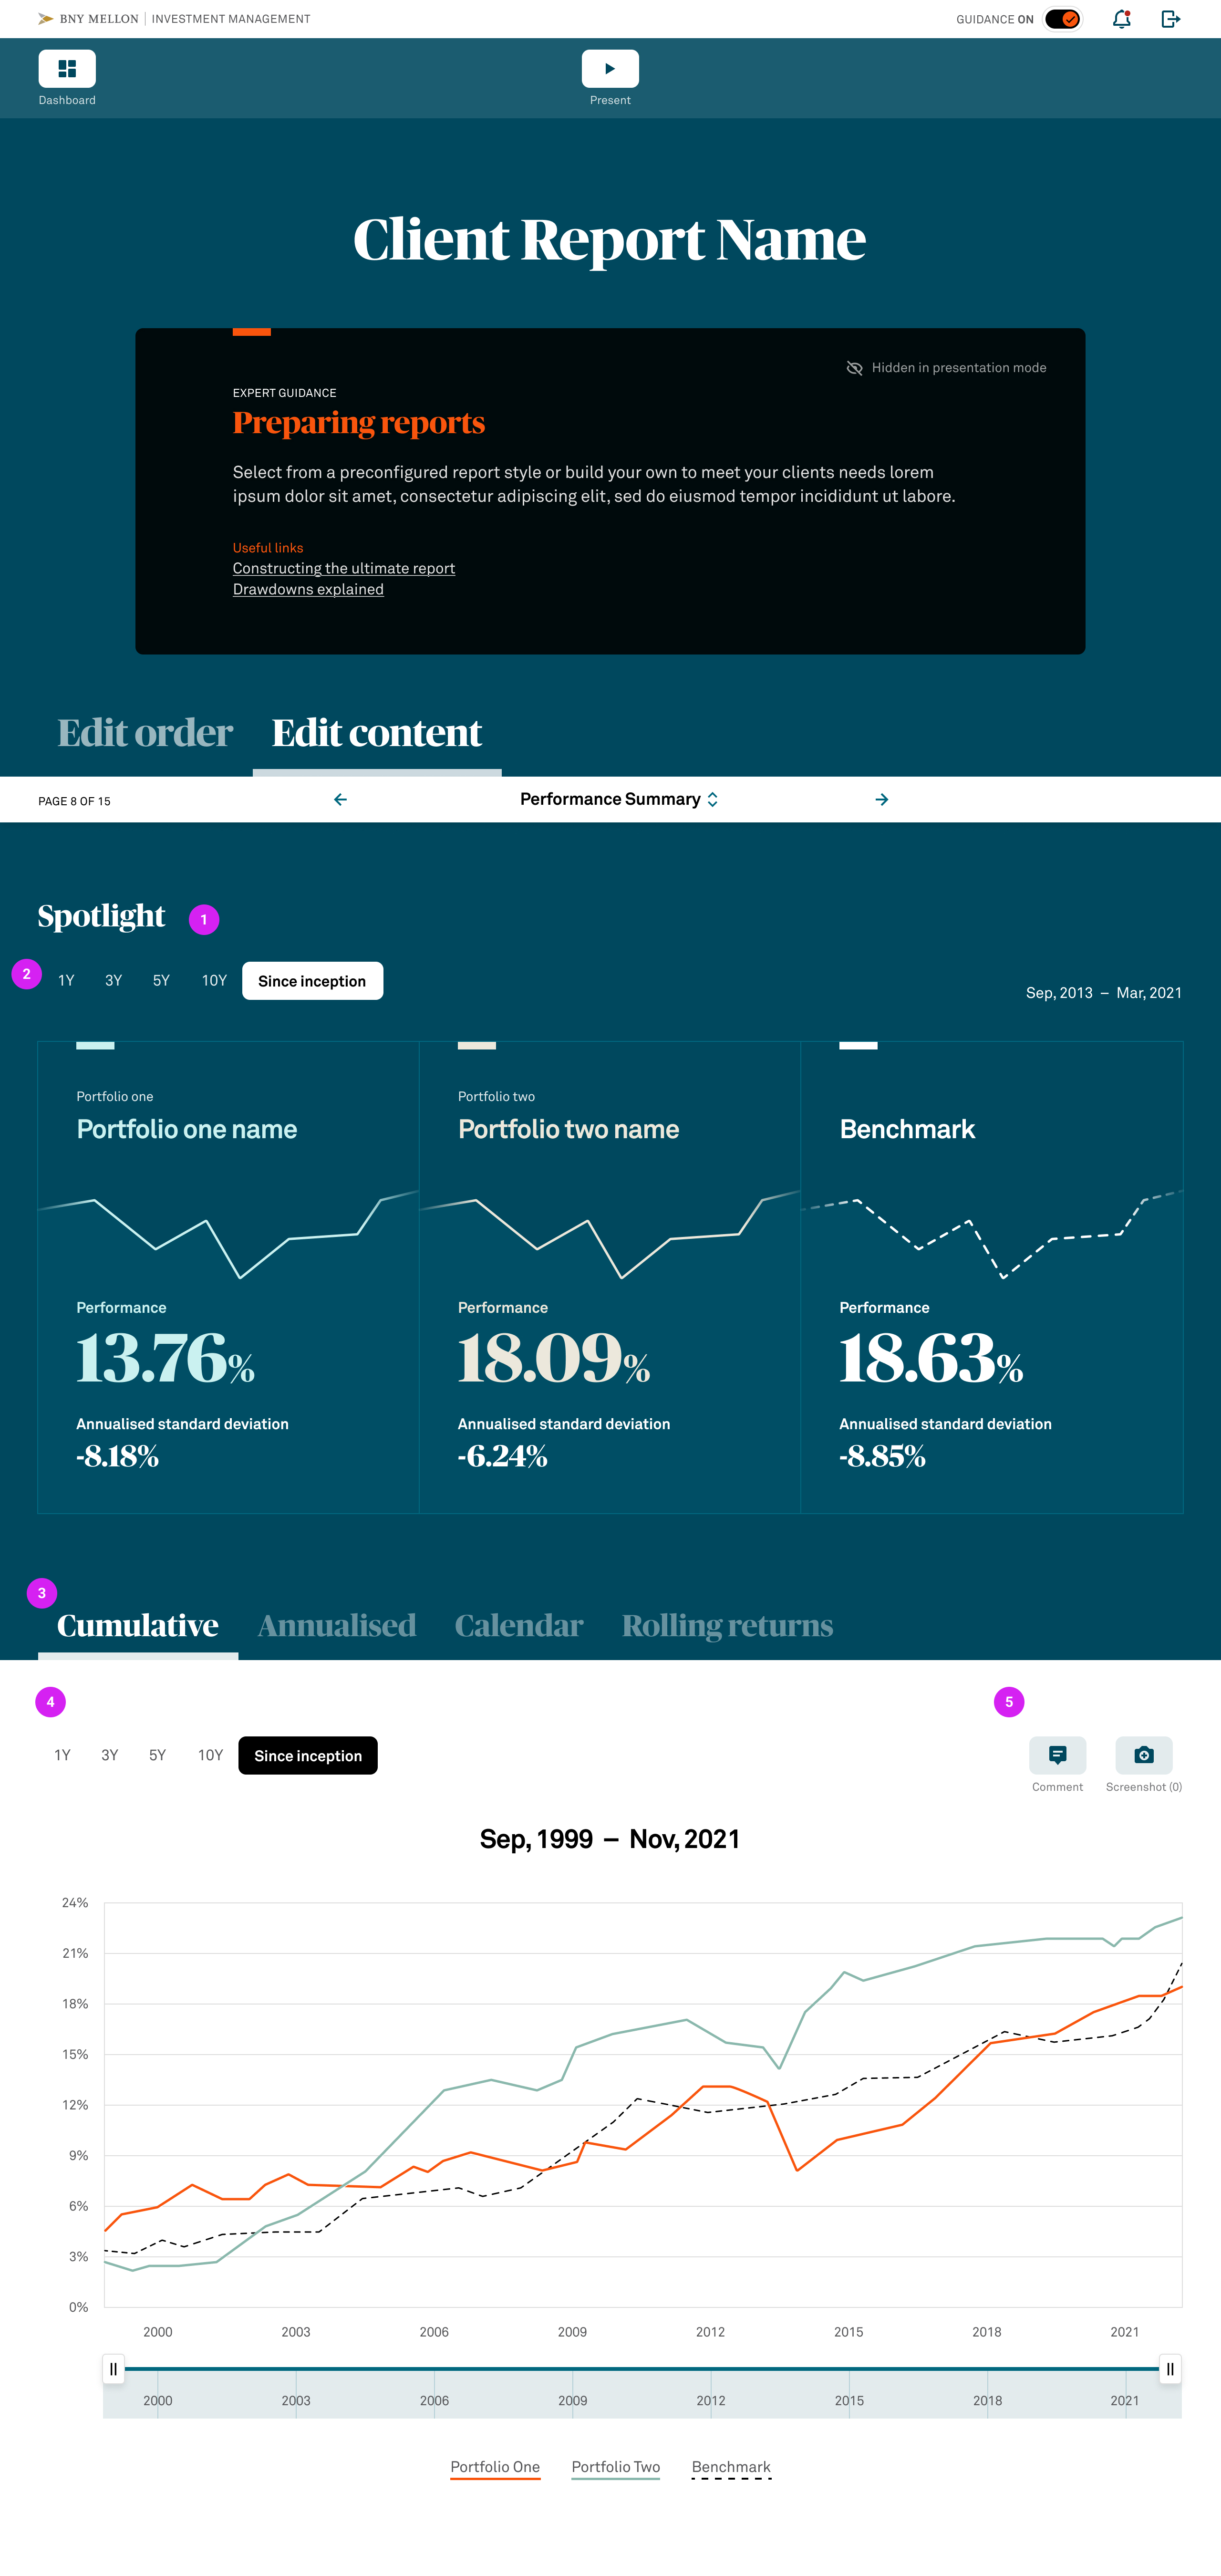 BNY MELLON | INVESTMENT MANAGEMENT
GUIDANCE ON
Dashboard
Present
Client Report Name
Hidden in presentation mode
EXPERT GUIDANCE
Preparing reports
Select from a preconfigured report style or build your own to meet your clients needs lorem
ipsum dolor sit amet, consectetur adipiscing elit, sed do eiusmod tempor incididunt ut labore.
Useful links
Constructing the ultimate report
Drawdowns explained
Edit order Edit content
PAGE 8 OF 15
Performance Summary
Spotlight 1
2 1Y 3Y 5Y 10Y Since inception
Sep, 2013 – Mar, 2021
Portfolio one
Portfolio one name
Performance
13.76%
Annualised standard deviation
-8.18%
Portfolio two
Portfolio two name
Performance
18.09%
Annualised standard deviation
-6.24%
Benchmark
Performance
18.63%
Annualised standard deviation
-8.85%
3
Cumulative Annualised Calendar Rolling returns
4
5
1Y 3Y 5Y 10Y Since inception
Comment
Screenshot (0)
Sep, 1999 – Nov, 2021
24%
21%
18%
15%
12%
9%
6%
3%
0%
2000 2003 2006 2009 2012 2015 2018 2021
2000 2003 2006 2009 2012 2015 2018 2021
Portfolio One Portfolio Two Benchmark